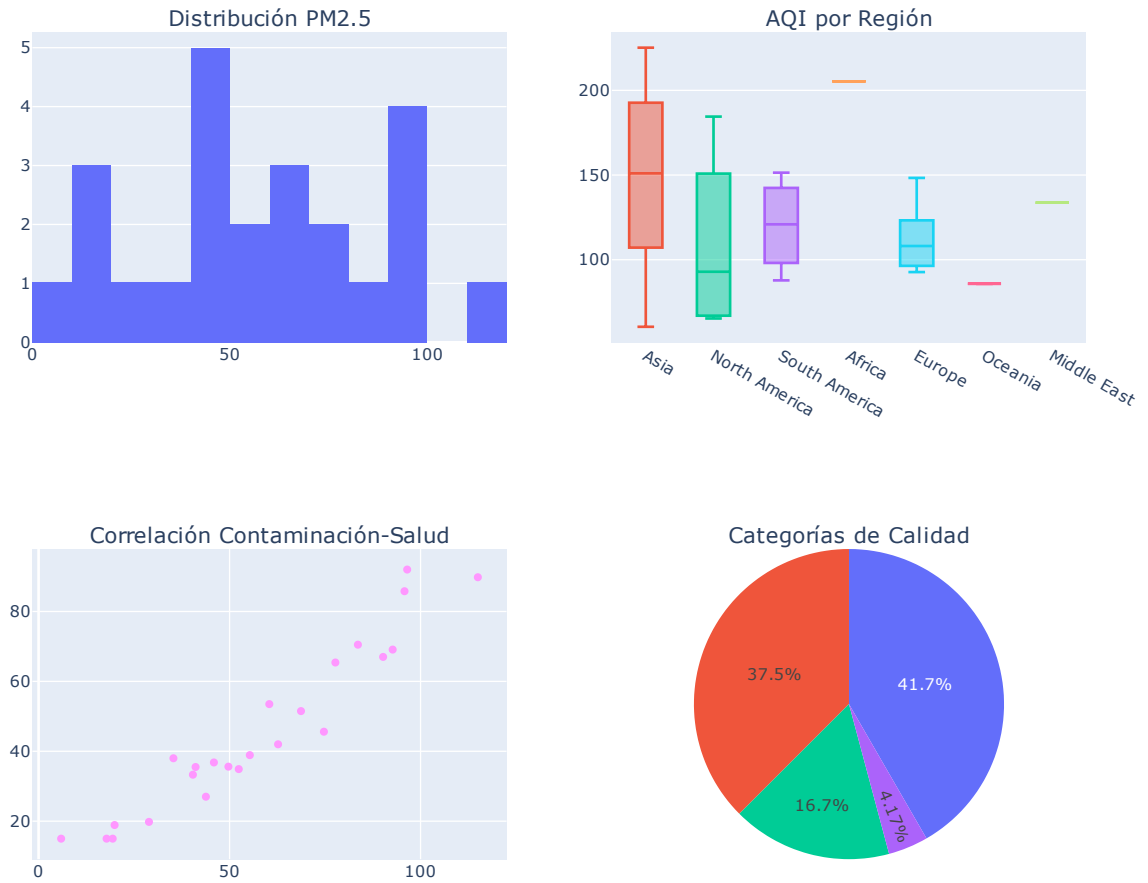 Distribución PM2.5
5
4
3
2
1
0
0
50
100
AQI por Región
200
150
100
Asia
North America
South America
Africa
Europe
Oceania
Middle East
Correlación Contaminación-Salud
80
60
40
20
0
50
100
Categorías de Calidad
37.5%
41.7%
16.7%
4.17%